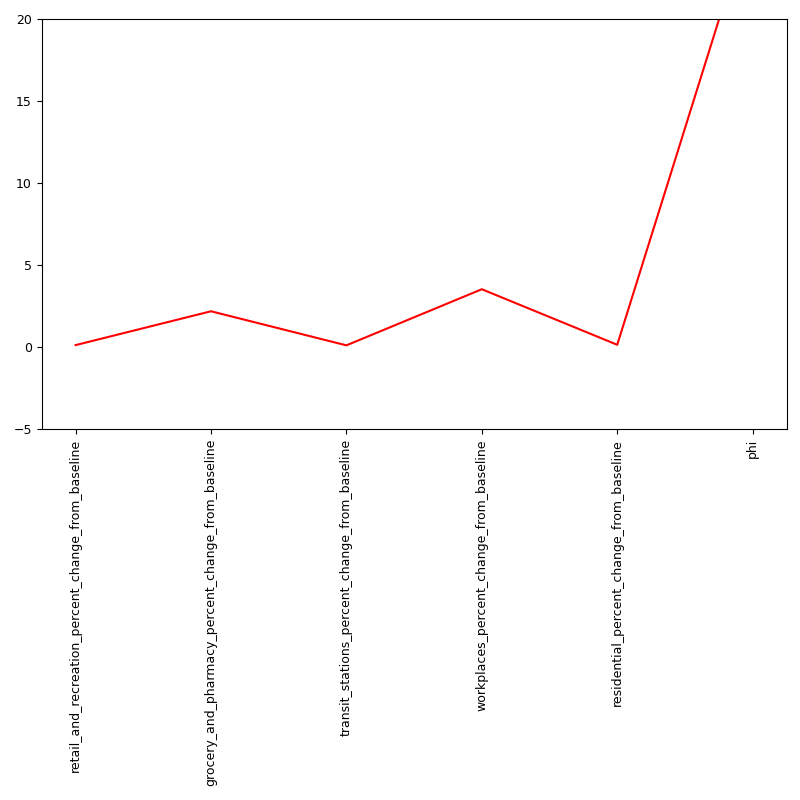 20
15
10
5
0
−5
retail_and_recreation_percent_change_from_baseline
grocery_and_pharmacy_percent_change_from_baseline
transit_stations_percent_change_from_baseline
workplaces_percent_change_from_baseline
residential_percent_change_from_baseline
phi